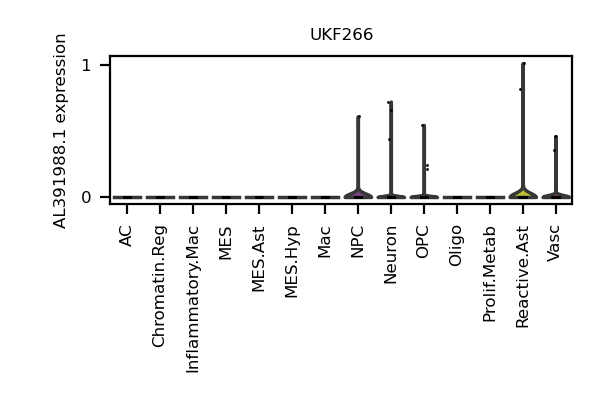 UKF266
AL391988.1 expression
1
0
AC
Chromatin.Reg
Inflammatory.Mac
MES
MES.Ast
MES.Hyp
Mac
NPC
Neuron
OPC
Oligo
Prolif.Metab
Reactive.Ast
Vasc